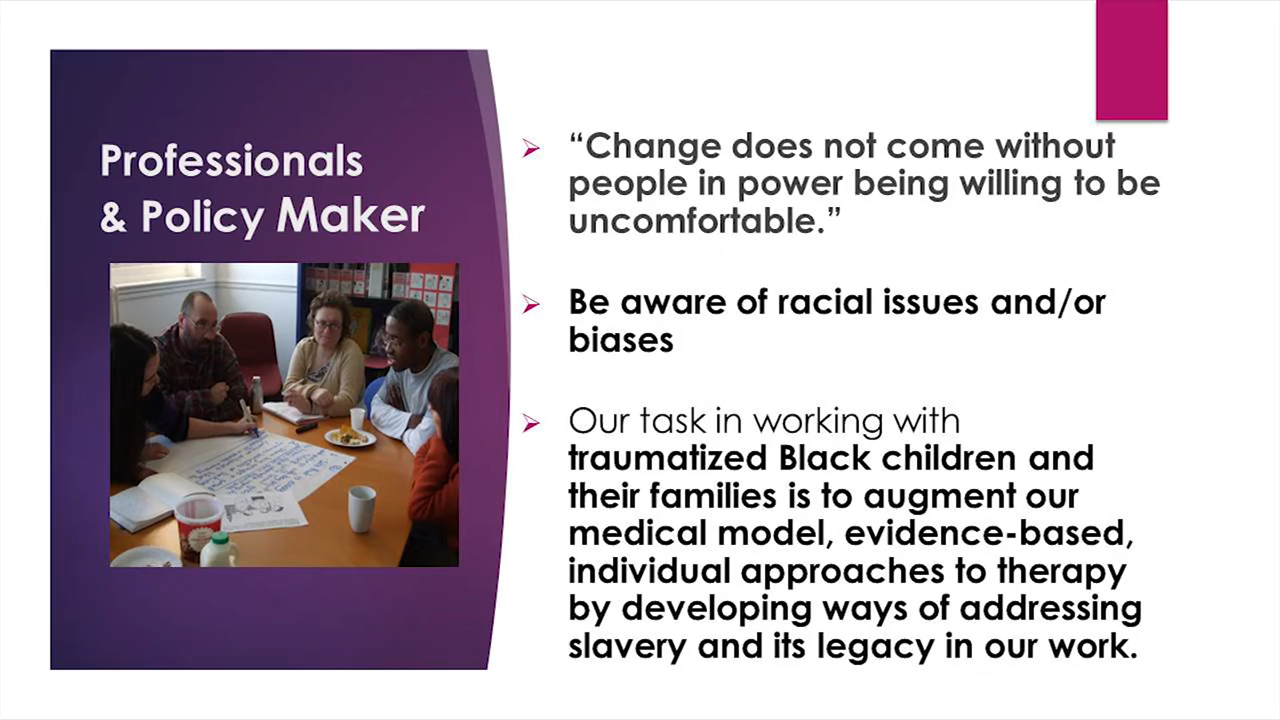 Professionals
& Policy Maker
“Change does not come without
people in power being willing to be
uncomfortable.”
Be aware of racial issues and/or
biases
Our task in working with
traumatized Black children and
their families is to augment our
medical model, evidence-based,
individual approaches to therapy
by developing ways of addressing
slavery and its legacy in our work.